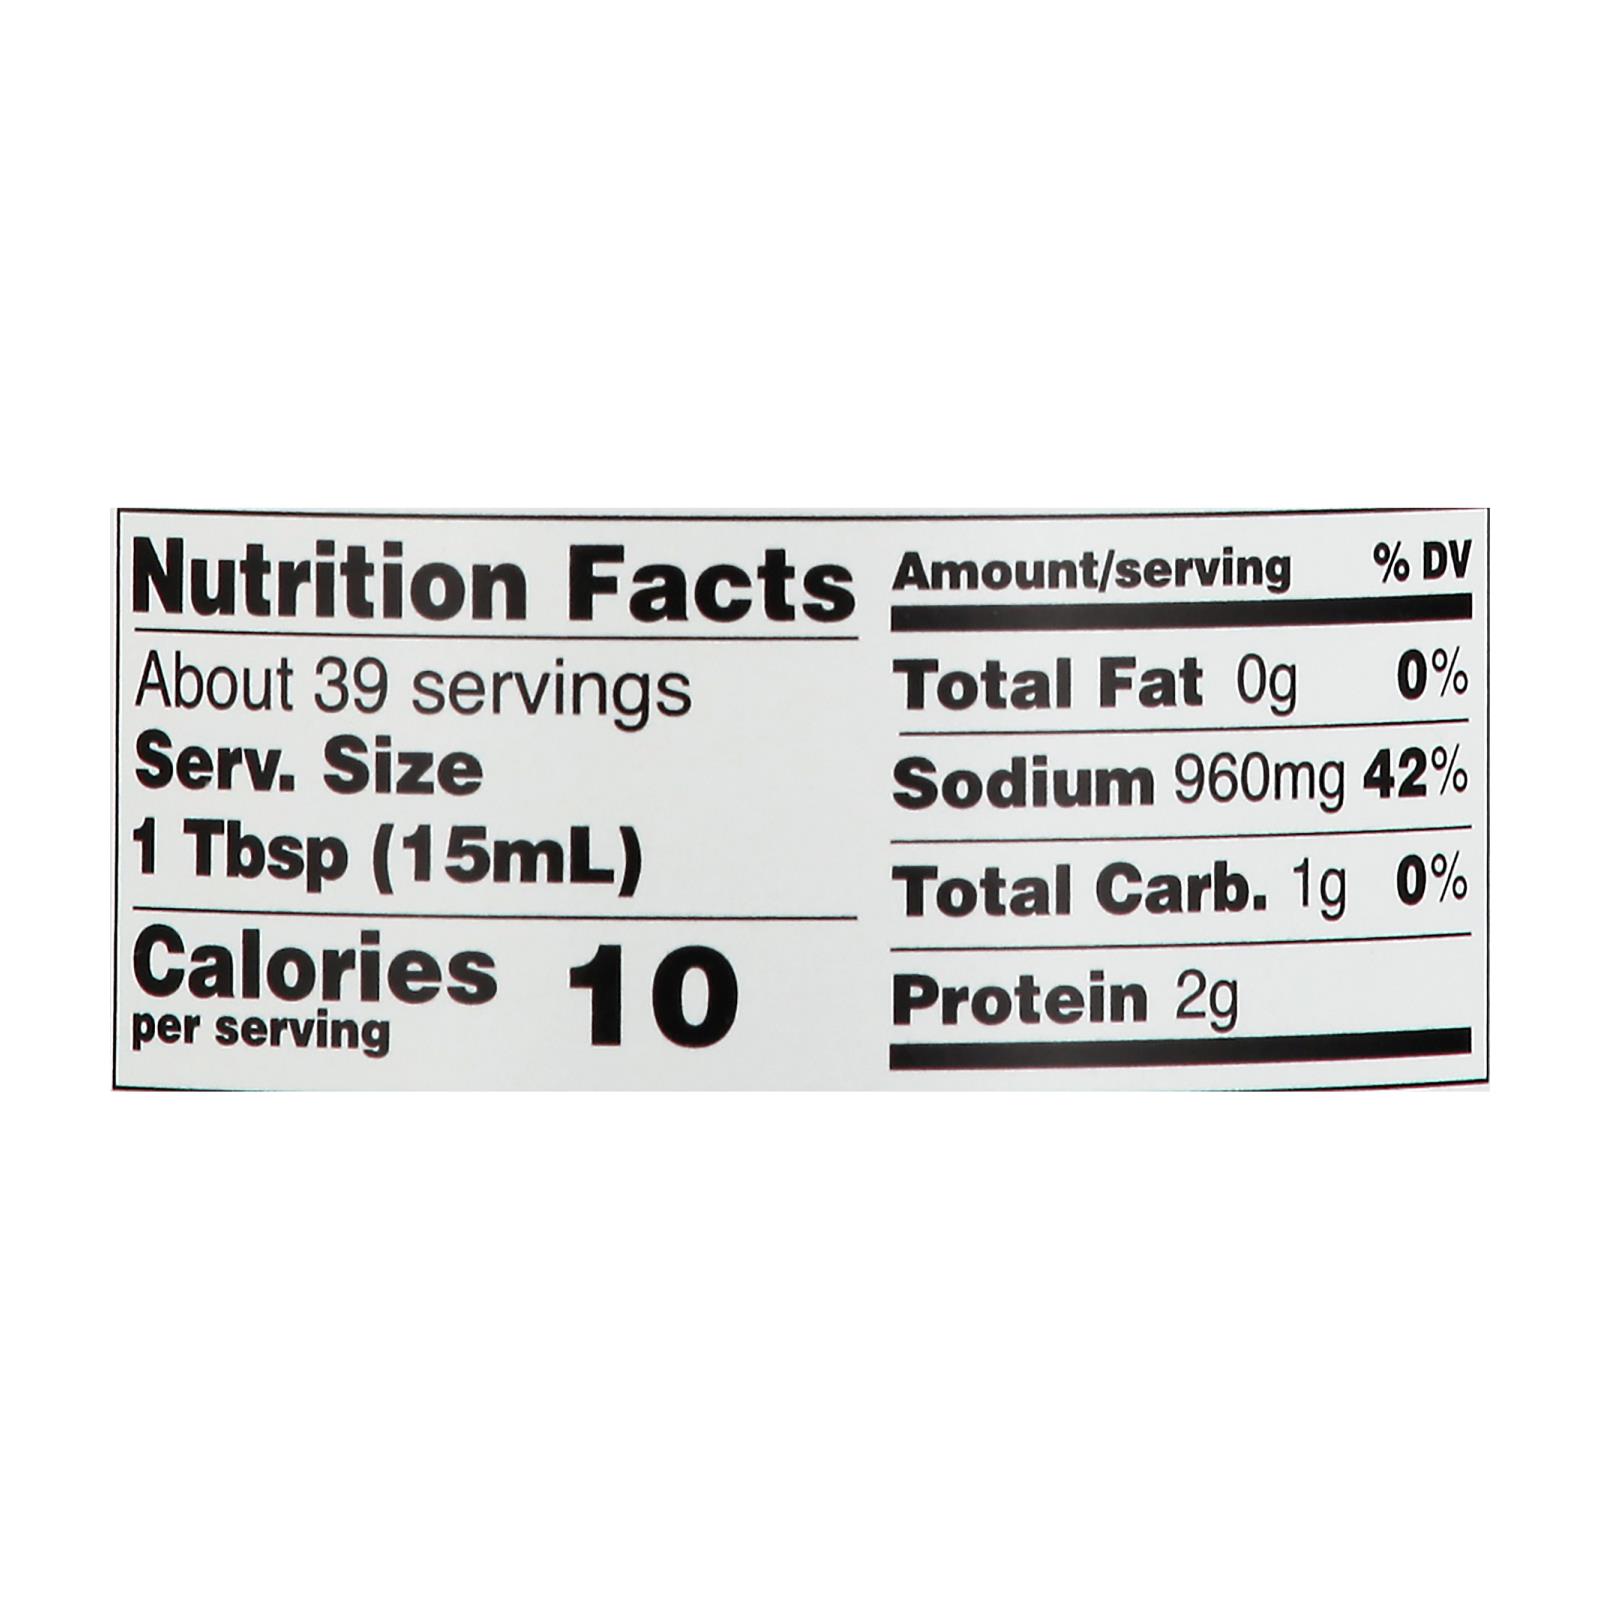 Nutrition Facts
About 39 servings
Serv. Size
1 Tbsp (15mL)
Calories 10
per serving
Amount/serving % DV
Total Fat 0g 0%
Sodium 960mg 42%
Total Carb. 1g 0%
Protein 2g